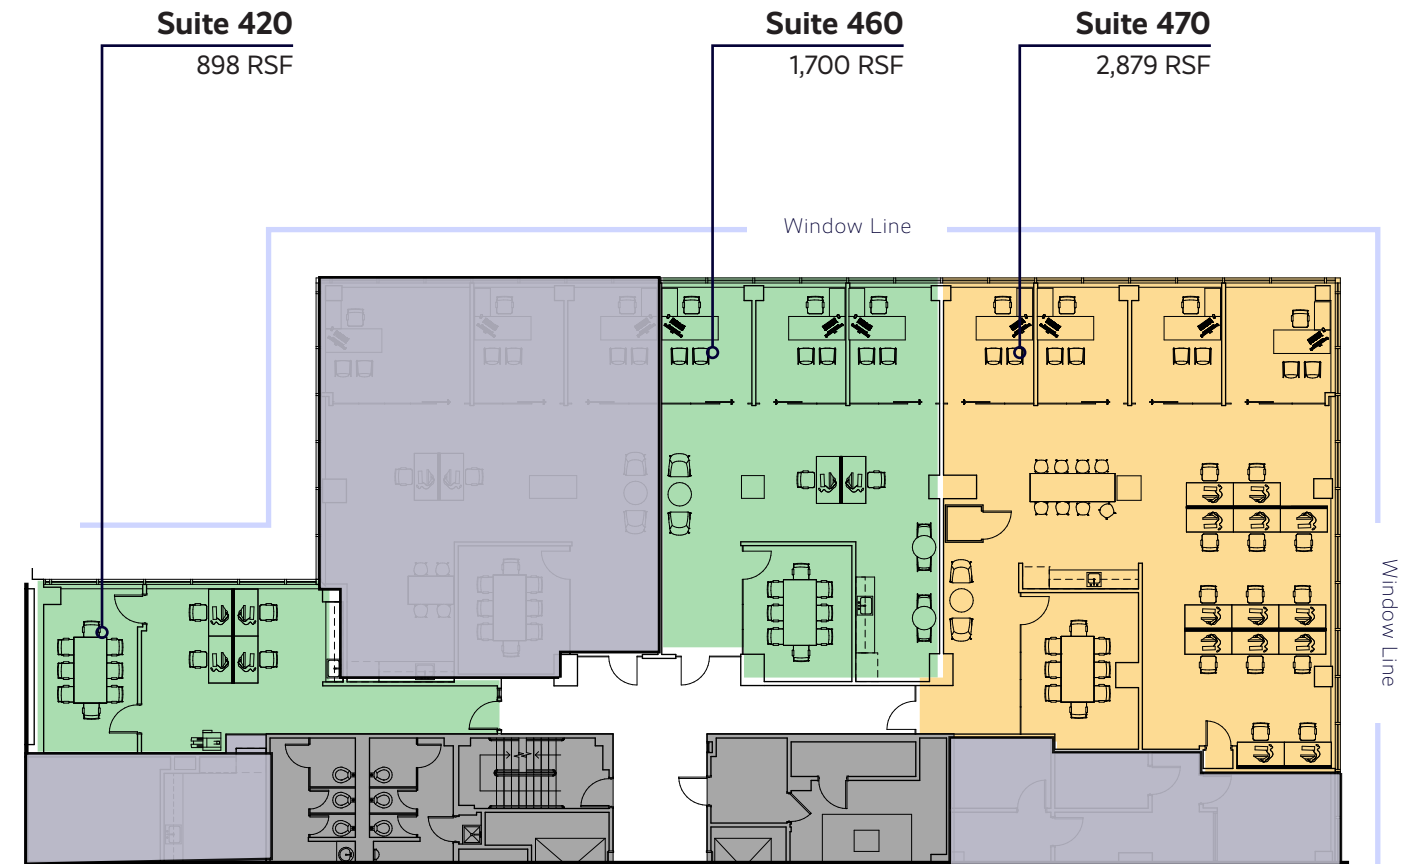 Suite 420
898 RSF
Suite 460
1,700 RSF
Suite 470
2,879 RSF
Window Line
Window Line